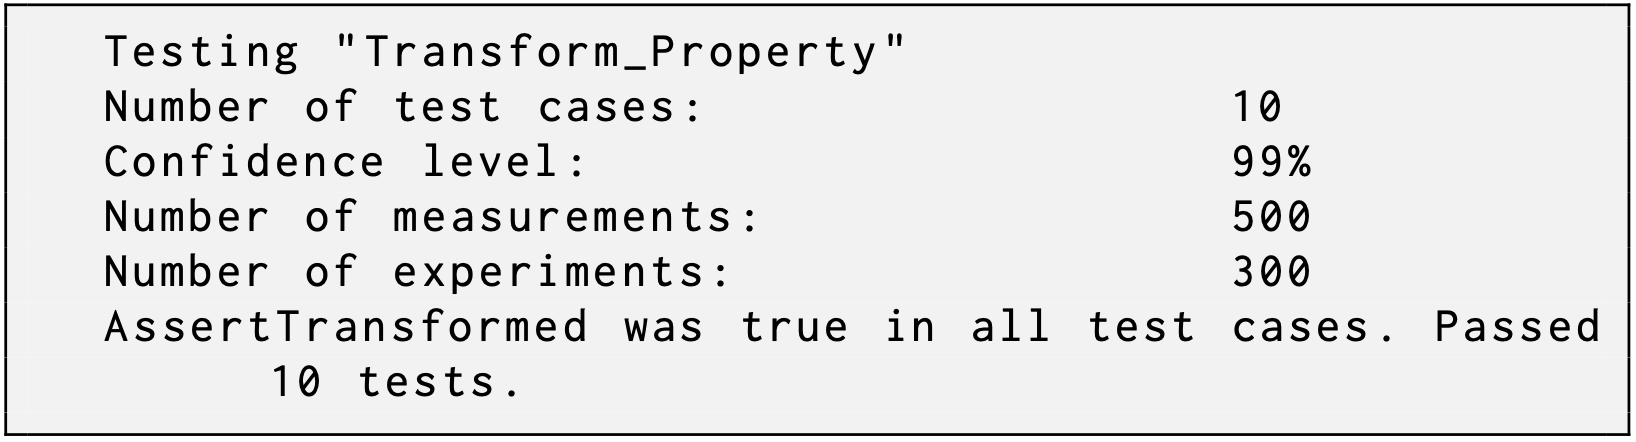 Testing "Transform_Property"
Number of test cases: 10
Confidence level: 99%
Number of measurements: 500
Number of experiments: 300
AssertTransformed was true in all test cases. Passed
10 tests.